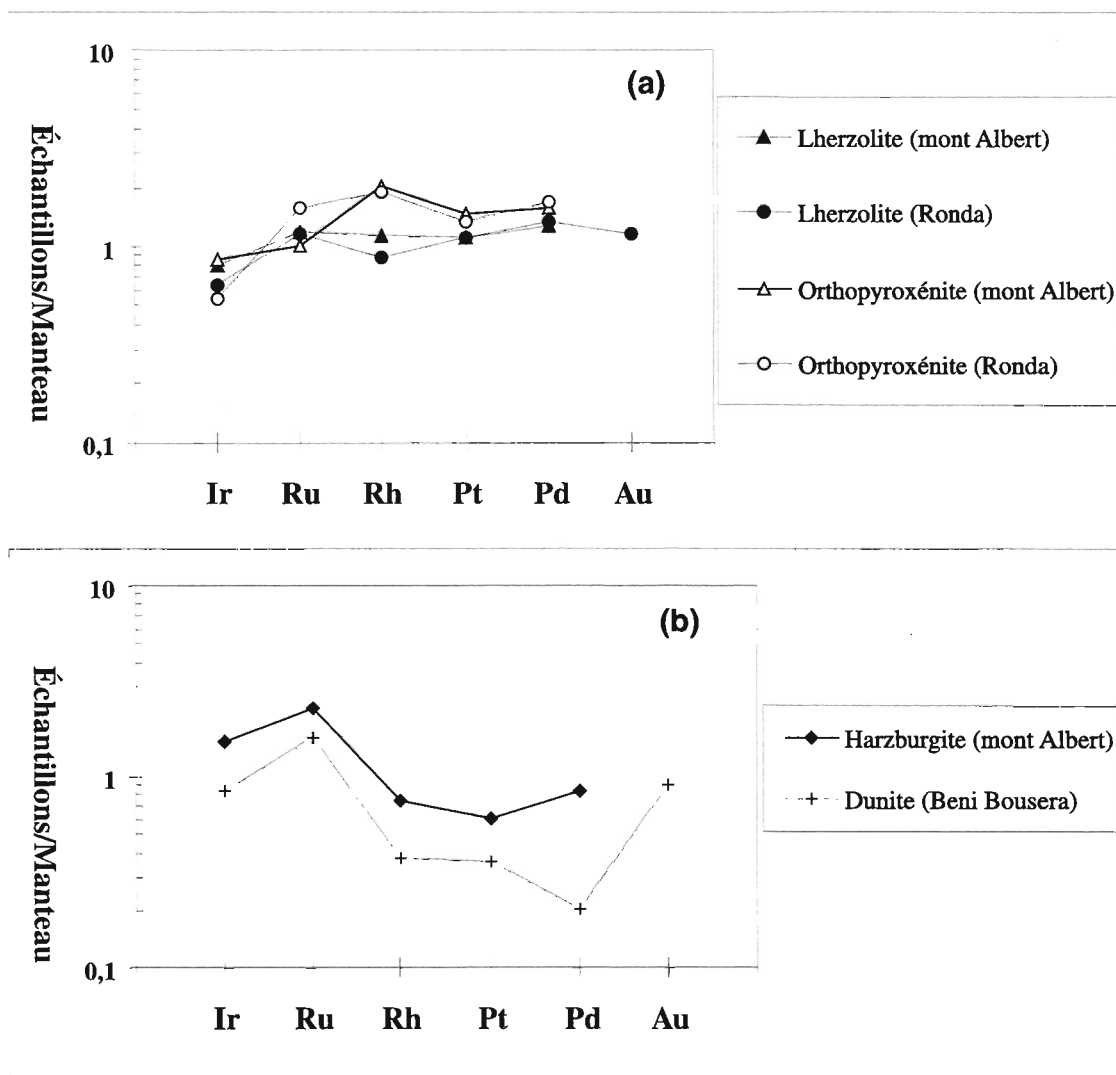 10
1
0,1
Échantillons/Manteau
(a)
Ir Ru Rh Pt Pd Au
Lherzolite (mont Albert)
Lherzolite (Ronda)
Orthopyroxénite (mont Albert)
Orthopyroxénite (Ronda)
10
1
0,1
Échantillons/Manteau
(b)
Ir Ru Rh Pt Pd Au
Harzburgite (mont Albert)
Dunite (Beni Bousera)